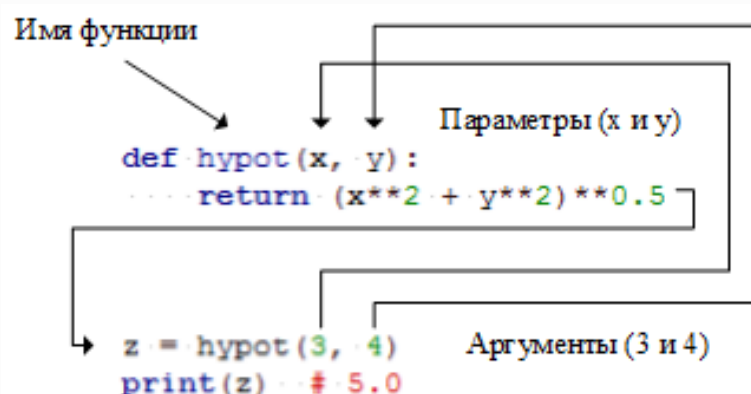 Имя функции
Параметры (x и y)
def hypot(x, y):
    return (x**2 + y**2)**0.5
z = hypot(3, 4)
Аргументы (3 и 4)
print(z)  # 5.0